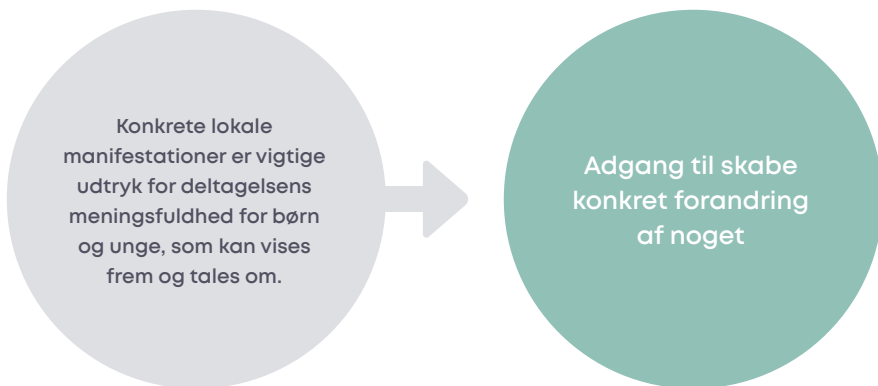 Konkrete lokale
manifestationer er vigtige
udtryk for deltagelsens
meningsfuldhed for børn
og unge, som kan vises
frem og tales om.
Adgang til skabe
konkret forandring
af noget